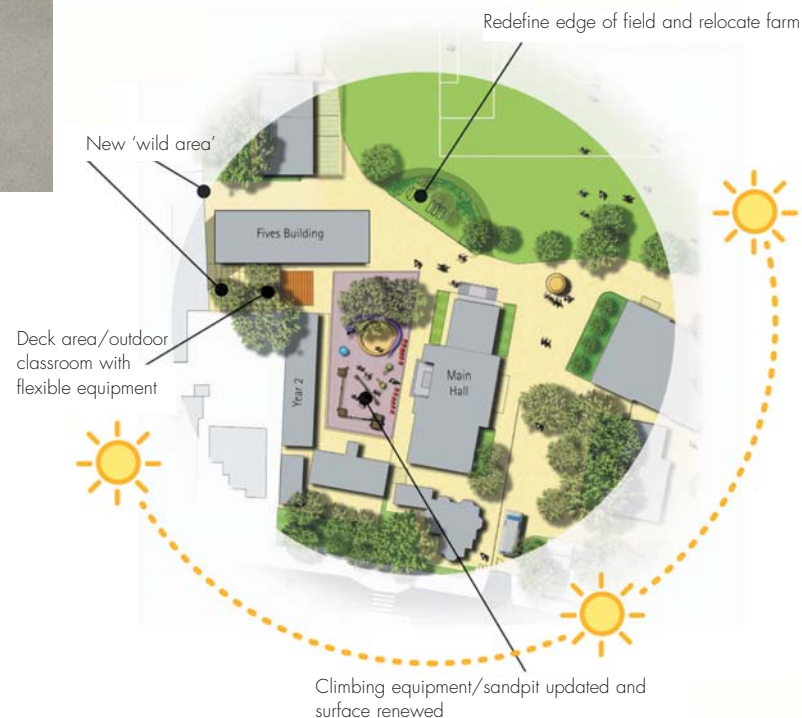 Redefine edge of field and relocate farm
New ‘wild area’
Fives Building
Deck area/outdoor
classroom with
flexible equipment
Year 2
Main
Hall
Climbing equipment/sandpit updated and
surface renewed